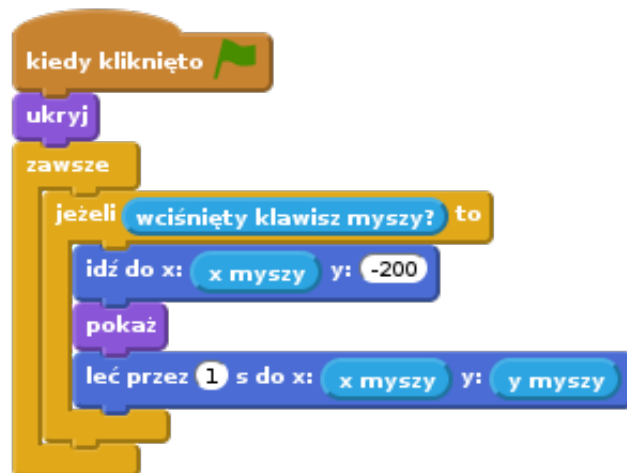 kiedy kliknięto
ukryj
zawsze
jeżeli wciśnięty klawisz myszy? to
idź do x: x myszy y: -200
pokaż
leć przez 1 s do x: x myszy y: y myszy